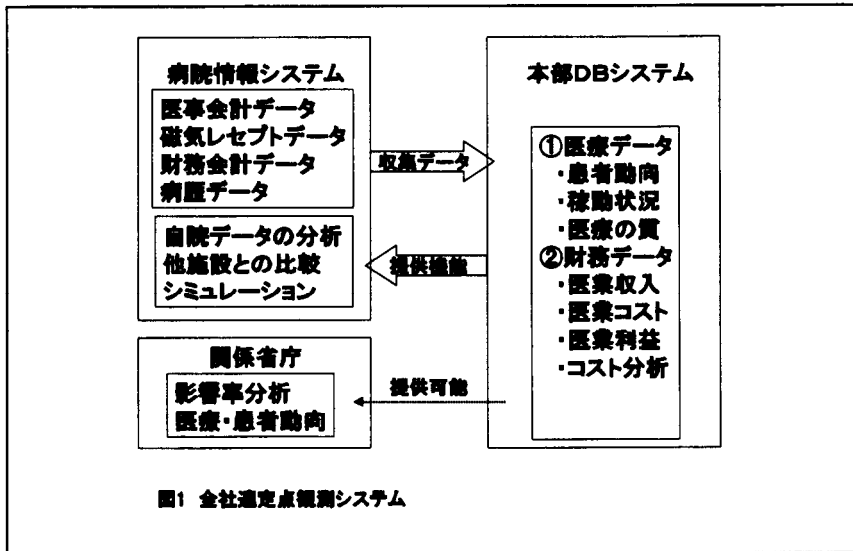 病院情報システム
医事会計データ
磁気レセプトデータ
財務会計データ
病歴データ
自院データの分析
他施設との比較
シミュレーション
収集データ
提供機能
本部DBシステム
①医療データ
・患者動向
・稼動状況
・医療の質
②財務データ
・医業収入
・医業コスト
・医業利益
・コスト分析
関係省庁
影響率分析
医療・患者動向
提供可能
図1 全社連定点観測システム